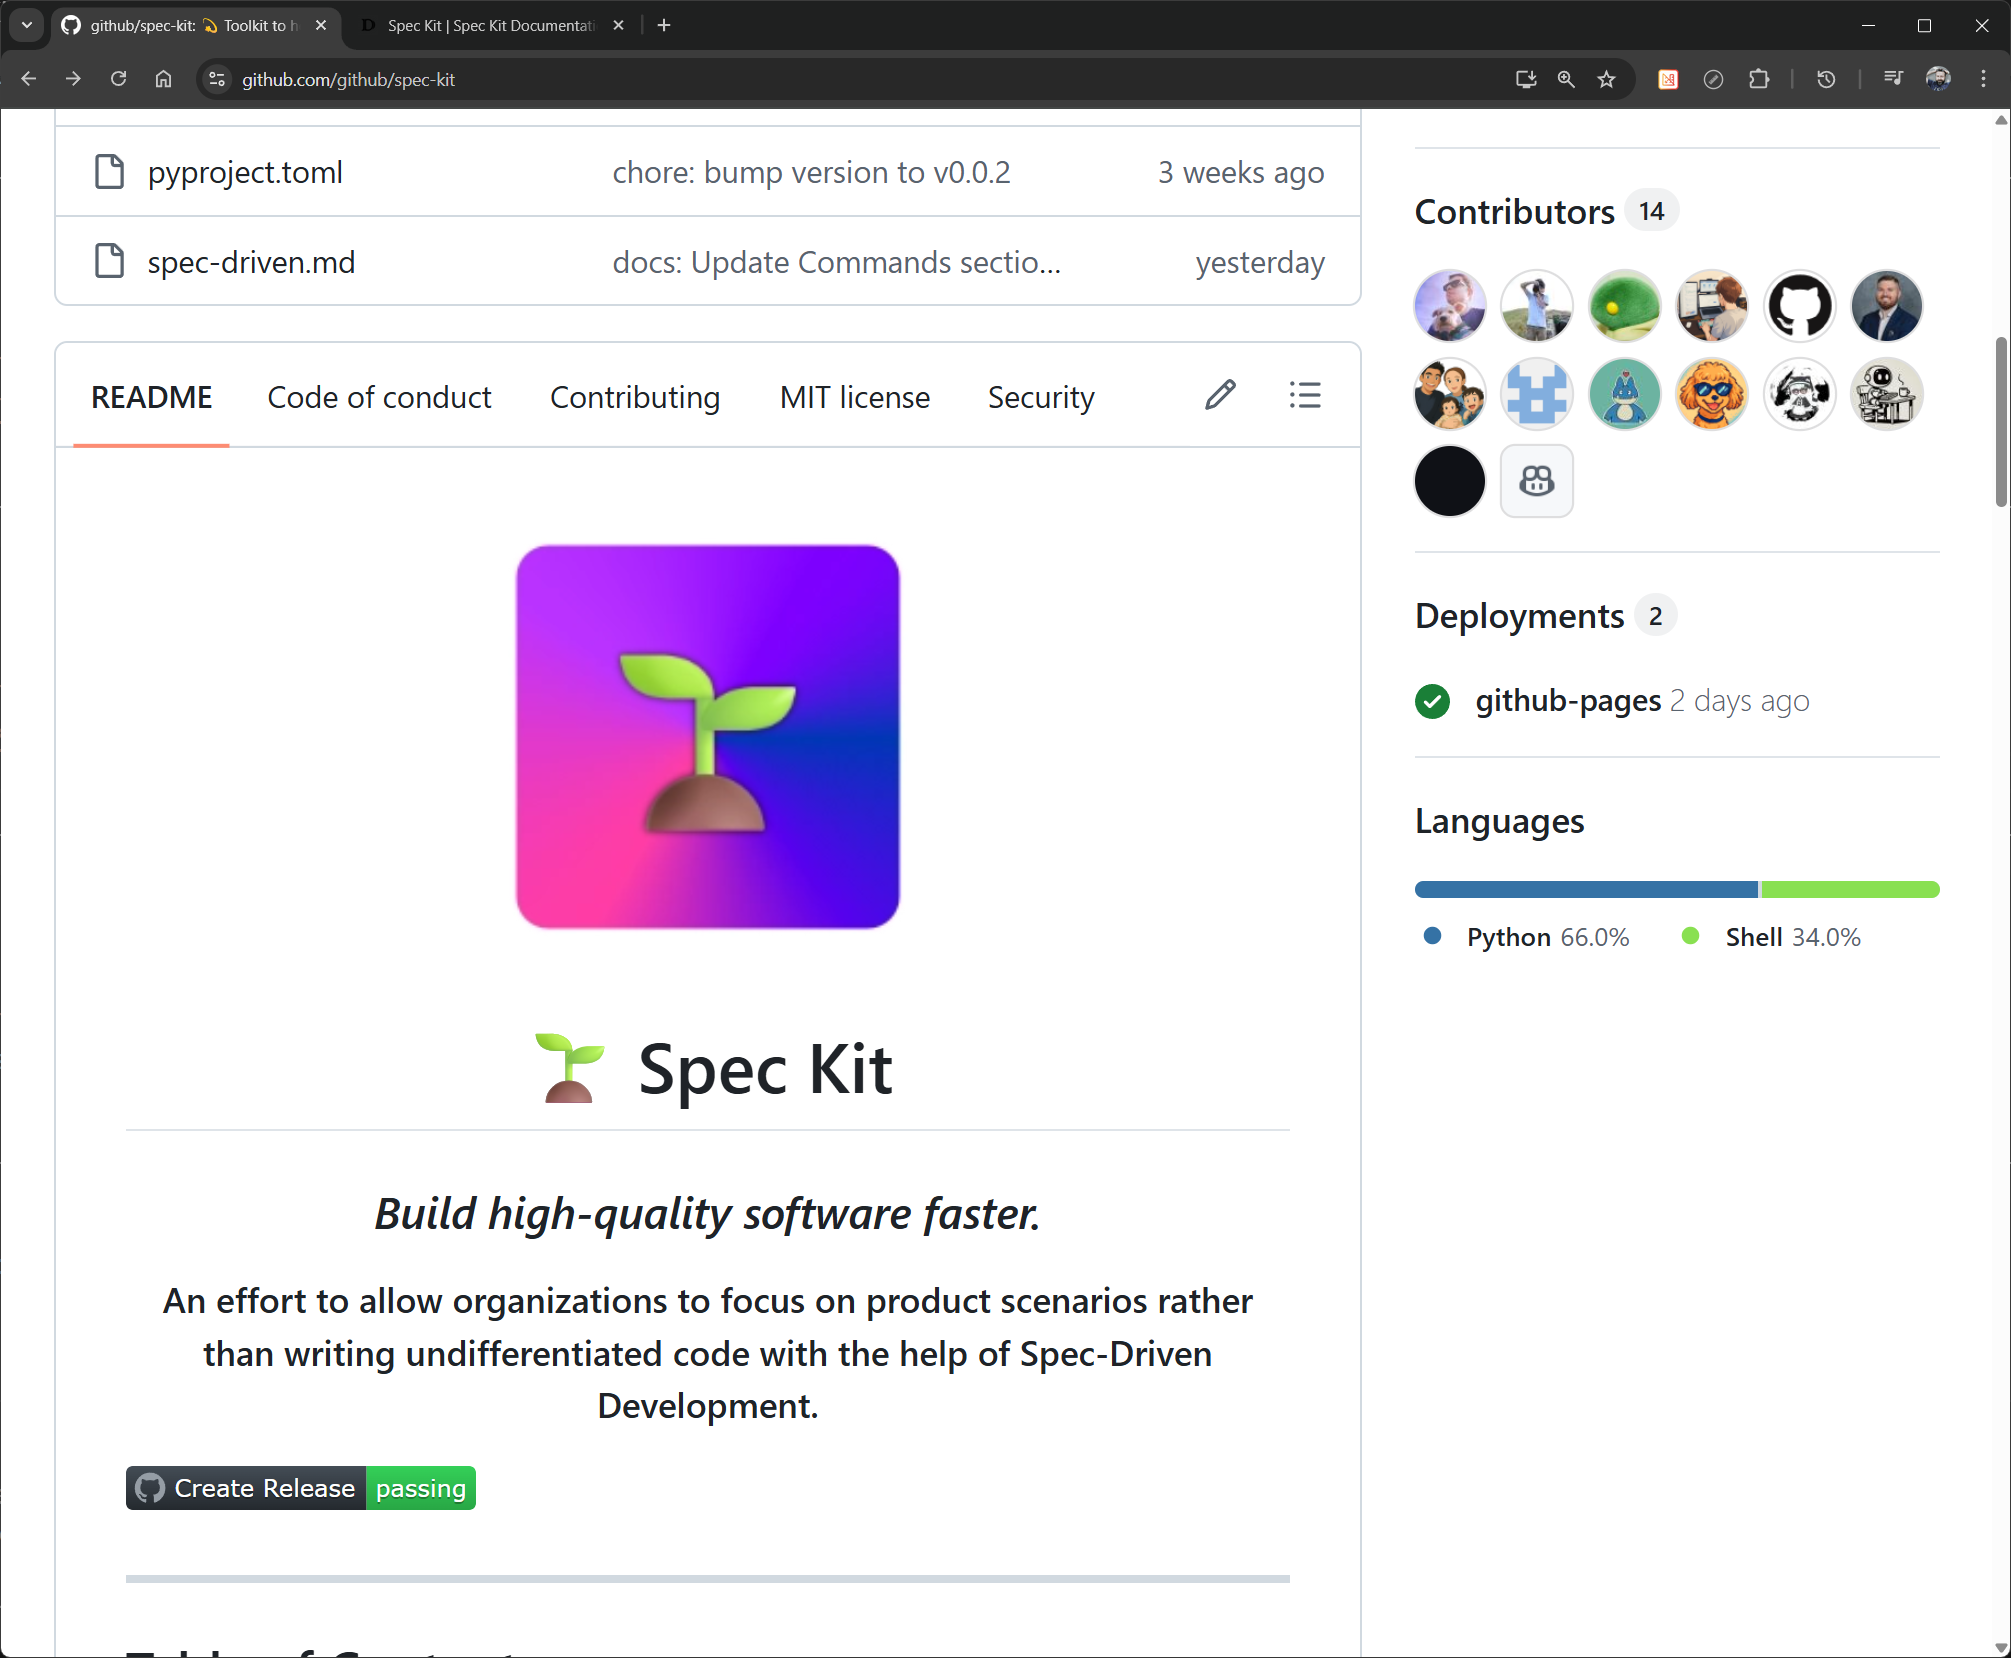 github/spec-kit: 💫 Toolkit to h
Spec Kit | Spec Kit Documentati
github.com/github/spec-kit
pyproject.toml chore: bump version to v0.0.2 3 weeks ago
spec-driven.md docs: Update Commands sectio... yesterday
README Code of conduct Contributing MIT license Security
Spec Kit
Build high-quality software faster.
An effort to allow organizations to focus on product scenarios rather
than writing undifferentiated code with the help of Spec-Driven
Development.
Create Release passing
Table of Content
Contributors 14
Deployments 2
github-pages 2 days ago
Languages
Python 66.0% Shell 34.0%